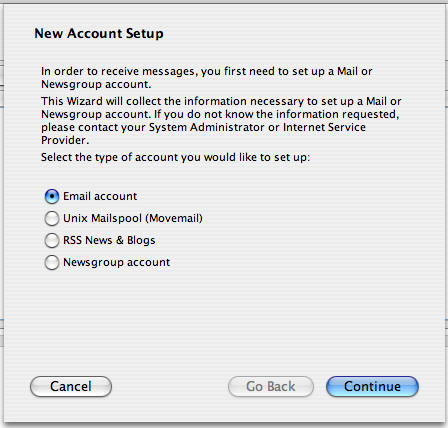 New Account Setup
In order to receive messages, you first need to set up a Mail or
Newsgroup account.
This Wizard will collect the information necessary to set up a Mail or
Newsgroup account. If you do not know the information requested,
please contact your System Administrator or Internet Service
Provider.
Select the type of account you would like to set up:
Email account
Unix Mailspool (Movemail)
RSS News & Blogs
Newsgroup account
Cancel
Go Back
Continue